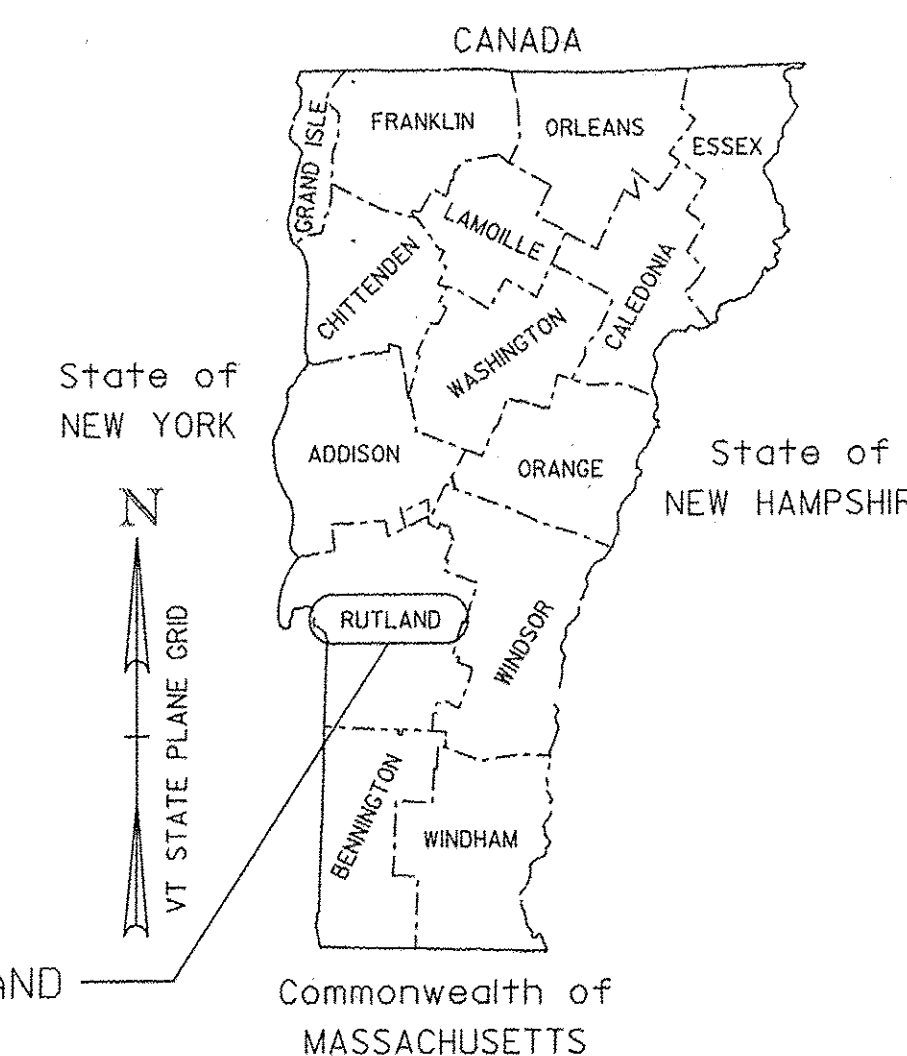 CANADA
GRAND ISLE
FRANKLIN
ORLEANS
ESSEX
LAMOILLE
CHITTENDEN
CALEDONIA
WASHINGTON
State of
NEW YORK
ADDISON
ORANGE
State of
NEW HAMPSHIR
N
VT STATE PLANE GRID
RUTLAND
WINDSOR
BENNINGTON
WINDHAM
AND
Commonwealth of
MASSACHUSETTS